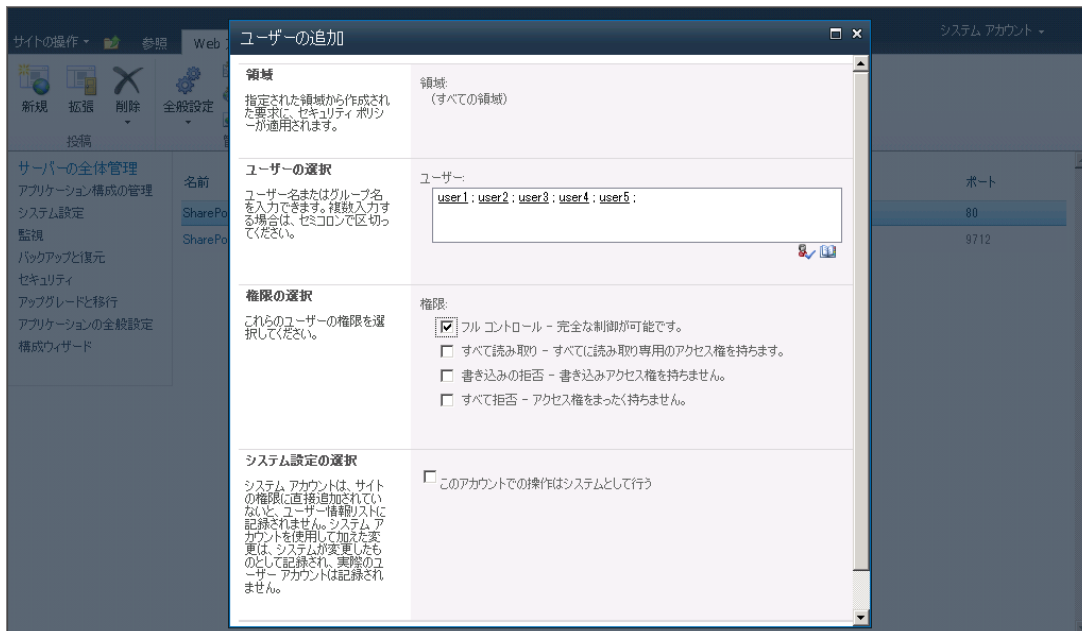 サイトの操作
参照
Web
システム アカウント
新規
拡張
削除
全般設定
投稿
サーバーの全体管理
アプリケーション構成の管理
システム設定
監視
バックアップと復元
セキュリティ
アップグレードと移行
アプリケーションの全般設定
構成ウィザード
名前
ポート
SharePo
80
SharePo
9712
ユーザーの追加
領域
指定された領域から作成され
た要求に、セキュリティ ポリシ
ーが適用されます。
領域:
(すべての領域)
ユーザーの選択
ユーザー名またはグループ名
を入力できます。複数入力す
る場合は、セミコロンで区切っ
てください。
ユーザー:
user1 ; user2 ; user3 ; user4 ; user5 ;
権限の選択
これらのユーザーの権限を選
択してください。
権限:
フル コントロール - 完全な制御が可能です。
すべて読み取り - すべてに読み取り専用のアクセス権を持ちます。
書き込みの拒否 - 書き込みアクセス権を持ちません。
すべて拒否 - アクセス権をまったく持ちません。
システム設定の選択
システム アカウントは、サイト
の権限に直接追加されてい
ないと、ユーザー情報リストに
記録されません。システム ア
カウントを使用して加えた変
更は、システムが変更したも
のとして記録され、実際のユ
ーザー アカウントは記録され
ません。
このアカウントでの操作はシステムとして行う